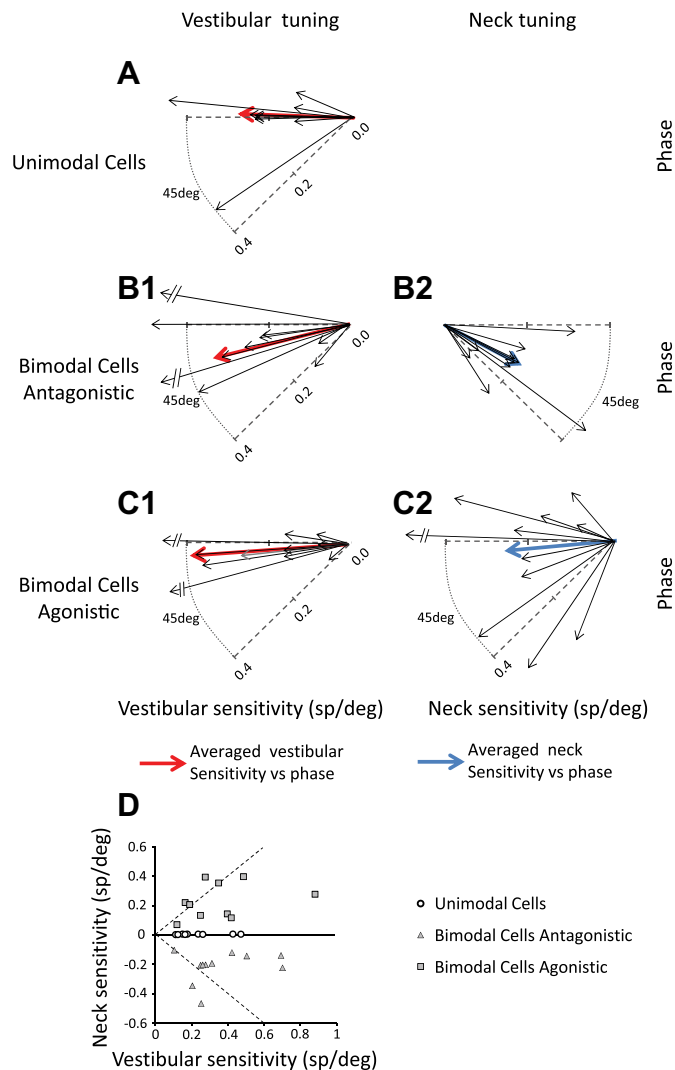 Vestibular tuning
Neck tuning
A
Unimodal Cells
45deg
0.0
0.2
0.4
Phase
B1
B2
Bimodal Cells
Antagonistic
45deg
0.0
0.2
0.4
45deg
Phase
C1
C2
Bimodal Cells
Agonistic
45deg
0.0
0.2
0.4
45deg
0.2
0.4
Phase
Vestibular sensitivity (sp/deg)
Neck sensitivity (sp/deg)
Averaged vestibular
Sensitivity vs phase
Averaged neck
Sensitivity vs phase
D
Neck sensitivity (sp/deg)
0.6
0.4
0.2
0
-0.2
-0.4
-0.6
0 0.2 0.4 0.6 0.8 1
Vestibular sensitivity (sp/deg)
Unimodal Cells
Bimodal Cells Antagonistic
Bimodal Cells Agonistic